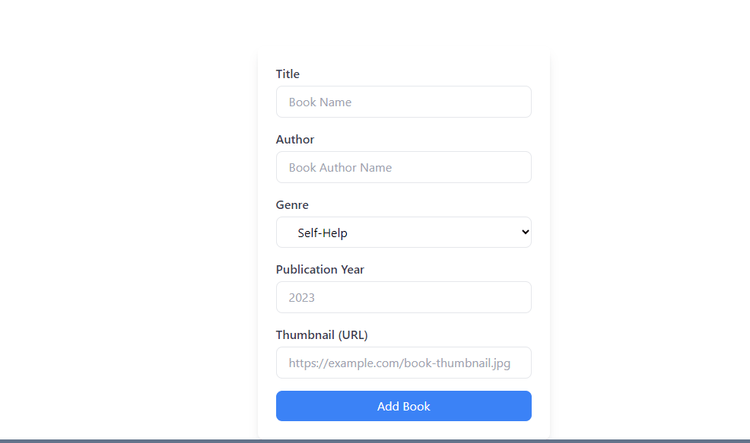 Title
Book Name
Author
Book Author Name
Genre
Self-Help
Publication Year
2023
Thumbnail (URL)
https://example.com/book-thumbnail.jpg
Add Book